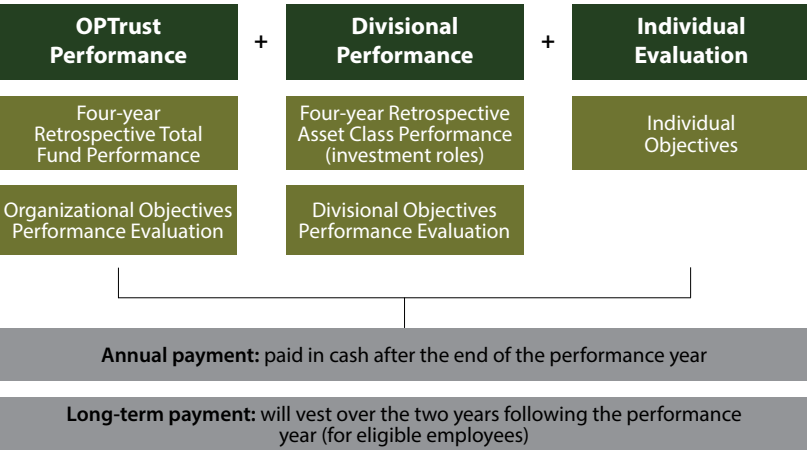 OPTrust
Performance
+
Divisional
Performance
+
Individual
Evaluation
Four-year
Retrospective Total
Fund Performance
Four-year Retrospective
Asset Class Performance
(investment roles)
Individual
Objectives
Organizational Objectives
Performance Evaluation
Divisional Objectives
Performance Evaluation
Annual payment: paid in cash after the end of the performance year
Long-term payment: will vest over the two years following the performance
year (for eligible employees)